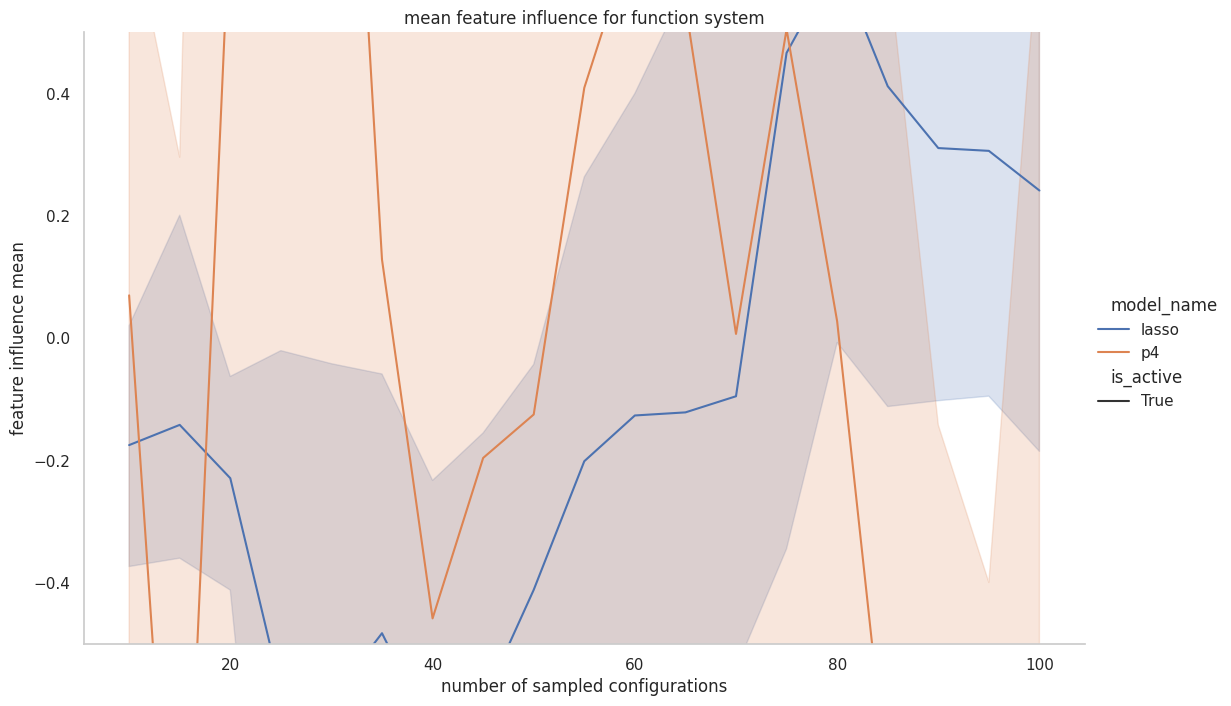 mean feature influence for function system
feature influence mean
0.4
0.2
0.0
−0.2
−0.4
20
40
60
80
100
number of sampled configurations
model_name
lasso
p4
is_active
True